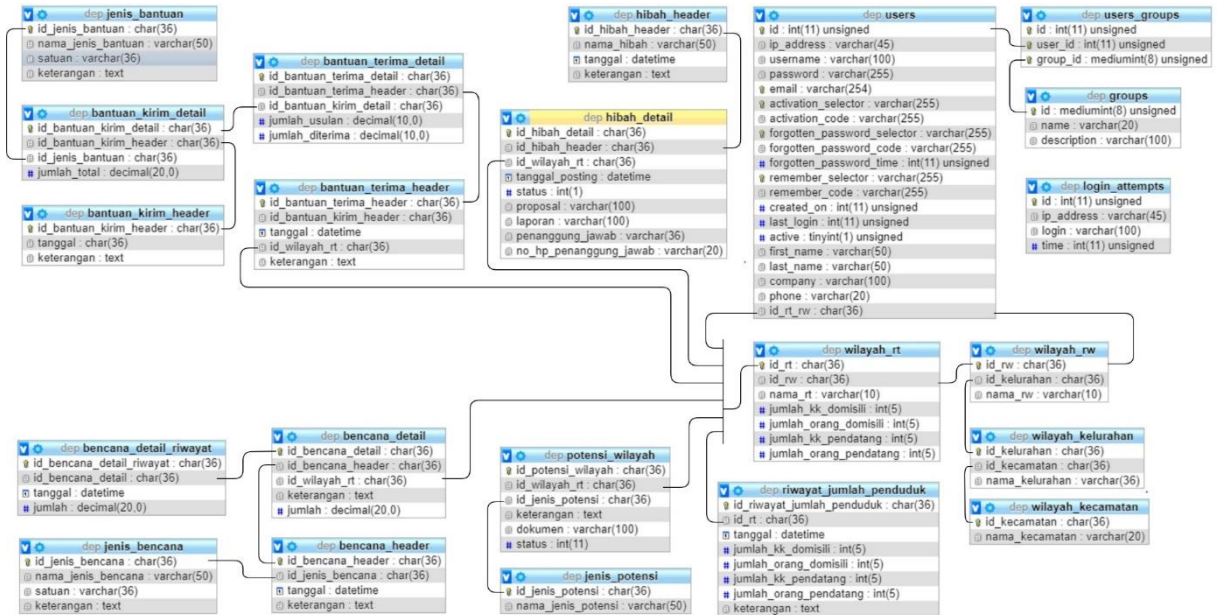 dep jenis_bantuan
id_jenis_bantuan : char(36)
nama_jenis_bantuan : varchar(50)
satuan : varchar(36)
keterangan : text
dep bantuan_kirim_detail
id_bantuan_kirim_detail : char(36)
id_bantuan_kirim_header : char(36)
id_jenis_bantuan : char(36)
# jumlah_total : decimal(20,0)
dep bantuan_kirim_header
id_bantuan_kirim_header : char(36)
tanggal : char(36)
keterangan : text
dep bantuan_terima_detail
id_bantuan_terima_detail : char(36)
id_bantuan_terima_header : char(36)
id_bantuan_kirim_detail : char(36)
# jumlah_usulan : decimal(10,0)
# jumlah_diterima : decimal(10,0)
dep bantuan_terima_header
id_bantuan_terima_header : char(36)
id_bantuan_kirim_header : char(36)
tanggal : datetime
id_wilayah_rt : char(36)
keterangan : text
dep hibah_header
id_hibah_header : char(36)
nama_hibah : varchar(50)
tanggal : datetime
keterangan : text
dep hibah_detail
id_hibah_detail : char(36)
id_hibah_header : char(36)
id_wilayah_rt : char(36)
tanggal_posting : datetime
# status : int(1)
proposal : varchar(100)
laporan : varchar(100)
penanggung_jawab : varchar(36)
no_hp_penanggung_jawab : varchar(20)
dep users
id : int(11) unsigned
ip_address : varchar(45)
username : varchar(100)
password : varchar(255)
email : varchar(254)
activation_selector : varchar(255)
activation_code : varchar(255)
forgotten_password_selector : varchar(255)
forgotten_password_code : varchar(255)
# forgotten_password_time : int(11) unsigned
remember_selector : varchar(255)
remember_code : varchar(255)
# created_on : int(11) unsigned
# last_login : int(11) unsigned
# active : tinyint(1) unsigned
first_name : varchar(50)
last_name : varchar(50)
company : varchar(100)
phone : varchar(20)
id_rt_rw : char(36)
dep users_groups
id : int(11) unsigned
user_id : int(11) unsigned
group_id : mediumint(8) unsigned
dep groups
id : mediumint(8) unsigned
name : varchar(20)
description : varchar(100)
dep login_attempts
id : int(11) unsigned
ip_address : varchar(45)
login : varchar(100)
# time : int(11) unsigned
dep wilayah_rt
id_rt : char(36)
id_rw : char(36)
nama_rt : varchar(10)
# jumlah_kk_domisili : int(5)
# jumlah_orang_domisili : int(5)
# jumlah_kk_pendatang : int(5)
# jumlah_orang_pendatang : int(5)
dep wilayah_rw
id_rw : char(36)
id_kelurahan : char(36)
nama_rw : varchar(10)
dep wilayah_kelurahan
id_kelurahan : char(36)
id_kecamatan : char(36)
nama_kelurahan : varchar(36)
dep wilayah_kecamatan
id_kecamatan : char(36)
nama_kecamatan : varchar(20)
dep bencana_detail_riwayat
id_bencana_detail_riwayat : char(36)
id_bencana_detail : char(36)
tanggal : datetime
# jumlah : decimal(20,0)
dep jenis_bencana
id_jenis_bencana : char(36)
nama_jenis_bencana : varchar(50)
satuan : varchar(36)
keterangan : text
dep bencana_detail
id_bencana_detail : char(36)
id_bencana_header : char(36)
id_wilayah_rt : char(36)
keterangan : text
# jumlah : decimal(20,0)
dep bencana_header
id_bencana_header : char(36)
id_jenis_bencana : char(36)
tanggal : datetime
keterangan : text
dep potensi_wilayah
id_potensi_wilayah : char(36)
id_wilayah_rt : char(36)
id_jenis_potensi : char(36)
keterangan : text
dokumen : varchar(100)
# status : int(11)
dep jenis_potensi
id_jenis_potensi : char(36)
nama_jenis_potensi : varchar(50)
dep riwayat_jumlah_penduduk
id_riwayat_jumlah_penduduk : char(36)
id_rt : char(36)
tanggal : datetime
# jumlah_kk_domisili : int(5)
# jumlah_orang_domisili : int(5)
# jumlah_kk_pendatang : int(5)
# jumlah_orang_pendatang : int(5)
keterangan : text